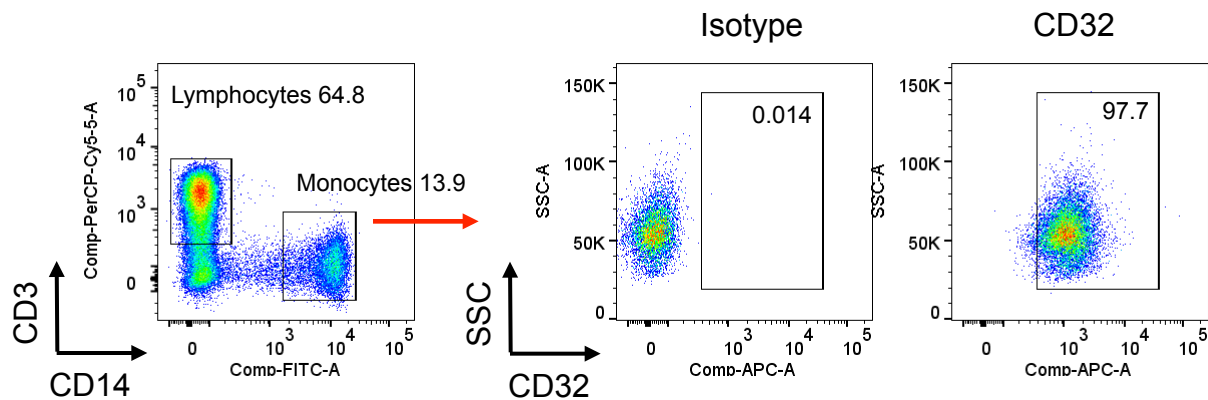 Isotype
CD32
Lymphocytes 64.8
Monocytes 13.9
10^5
10^4
10^3
0
Comp-PerCP-Cy5-5-A
0
10^3
10^4
10^5
Comp-FITC-A
CD3
CD14
0.014
150K
100K
50K
0
SSC-A
0
10^3
10^4
10^5
Comp-APC-A
SSC
CD32
97.7
150K
100K
50K
0
SSC-A
0
10^3
10^4
10^5
Comp-APC-A